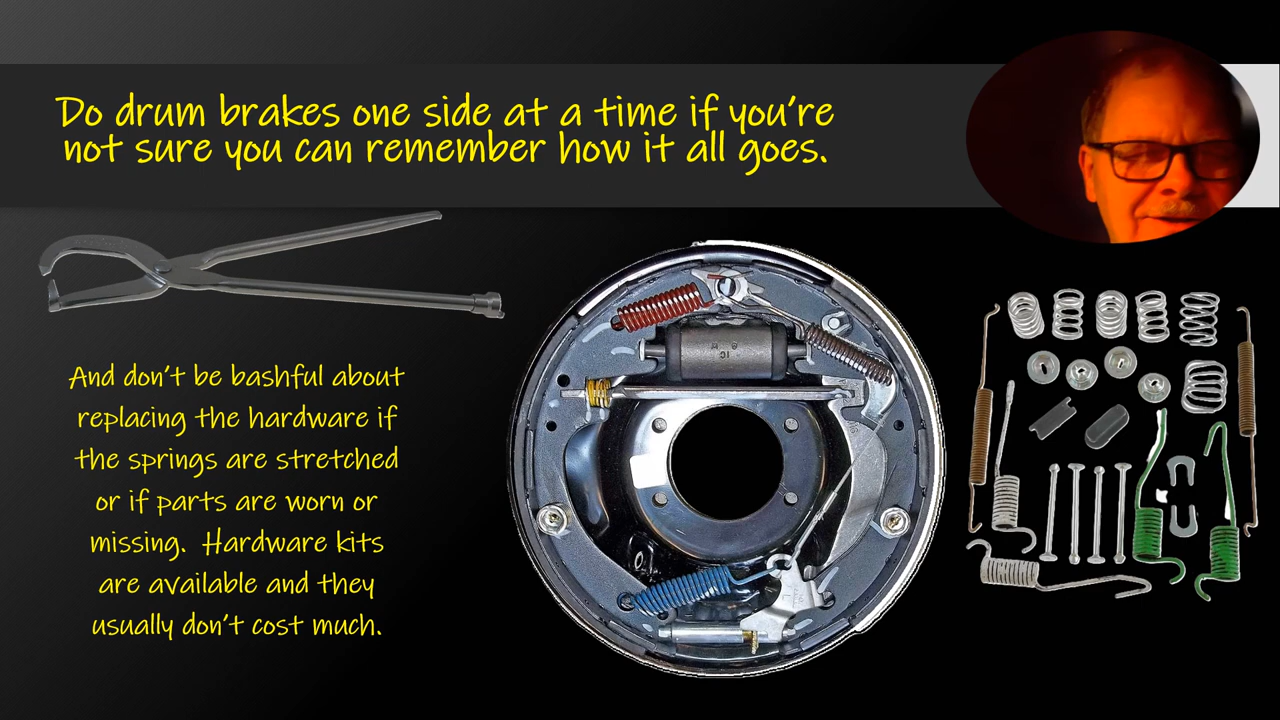 Do drum brakes one side at a time if you're
not sure you can remember how it all goes.
And don't be bashful about
replacing the hardware if
the springs are stretched
or if parts are worn or
missing.  Hardware kits
are available and they
usually don't cost much.